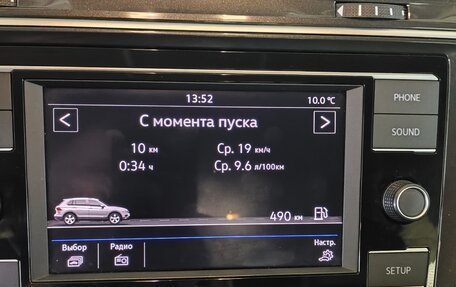 13:52 10.0°C
PHONE
С момента пуска
SOUND
10 км Ср. 19 км/ч
0:34 ч Ср. 9.6 л/100км
490 км
Выбор Радио Настр.
SETUP